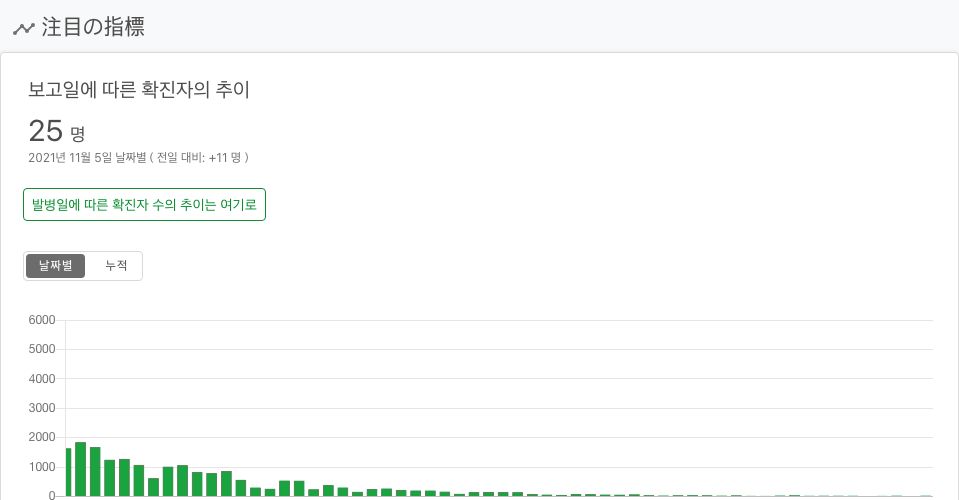 注目の指標
보고일에 따른 확진자의 추이
25 명
2021년 11월 5일 날짜별 ( 전일 대비: +11 명 )
발병일에 따른 확진자 수의 추이는 여기로
날짜별 누적
6000
5000
4000
3000
2000
1000
0